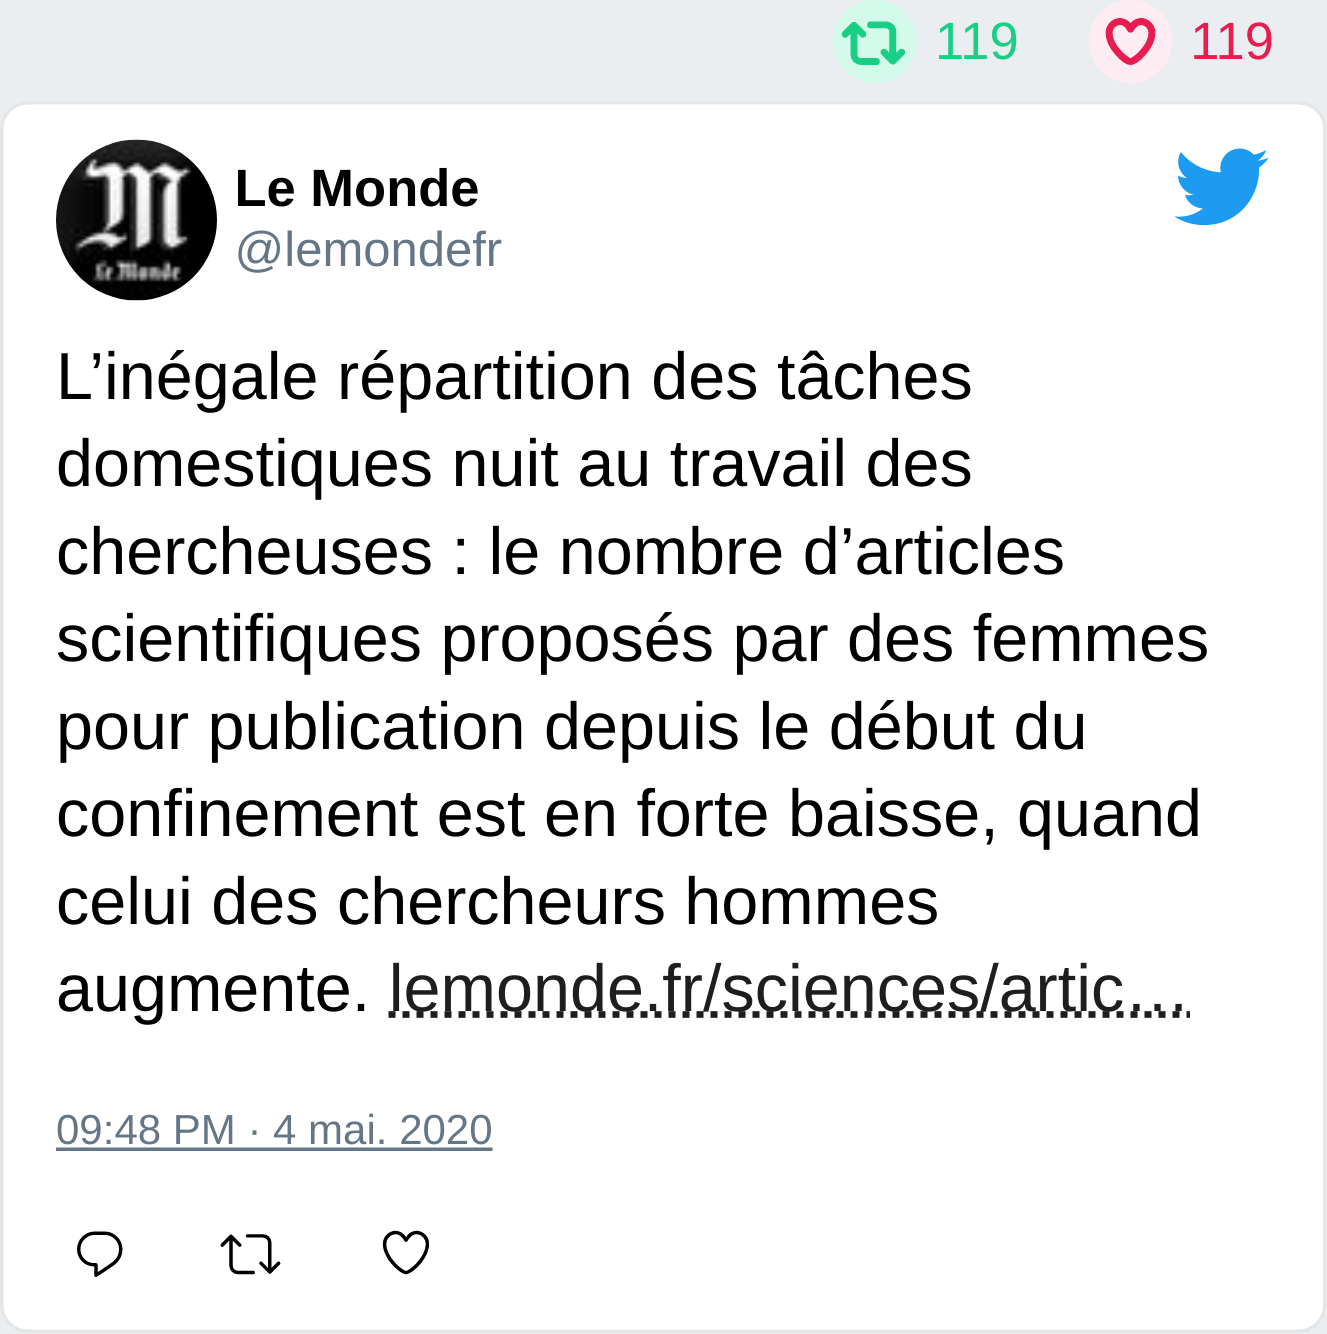 119 119
Le Monde
Le Monde
@lemondefr
L’inégale répartition des tâches
domestiques nuit au travail des
chercheuses : le nombre d’articles
scientifiques proposés par des femmes
pour publication depuis le début du
confinement est en forte baisse, quand
celui des chercheurs hommes
augmente. lemonde.fr/sciences/artic…
09:48 PM · 4 mai. 2020